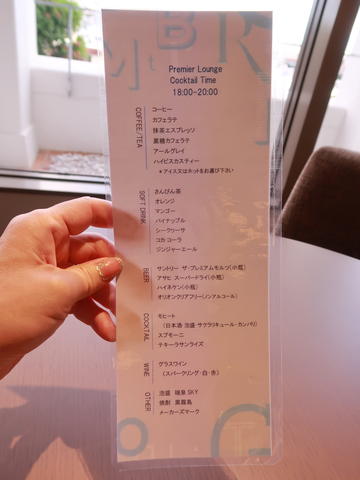 Premier Lounge
Cocktail Time
18:00-20:00
COFFEE/TEA
コーヒー
カフェラテ
抹茶エスプレッソ
黒糖カフェラテ
アールグレイ
ハイビスカスティー
＊アイス又はホットをお選び下さい
SOFT DRINK
さんぴん茶
オレンジ
マンゴー
パイナップル
シークワーサ
コカ コーラ
ジンジャーエール
BEER
サントリー ザ・プレミアムモルツ(小瓶)
アサヒ スーパードライ(小瓶)
ハイネケン(小瓶)
オリオンクリアフリー(ノンアルコール)
COCKTAIL
モヒート
(日本酒・泡盛・サクラリキュール・カンパリ)
スプモーニ
テキーラサンライズ
WINE
グラスワイン
(スパークリング・白・赤)
OTHER
泡盛 瑞泉 SKY
焼酎 黒霧島
メーカーズマーク